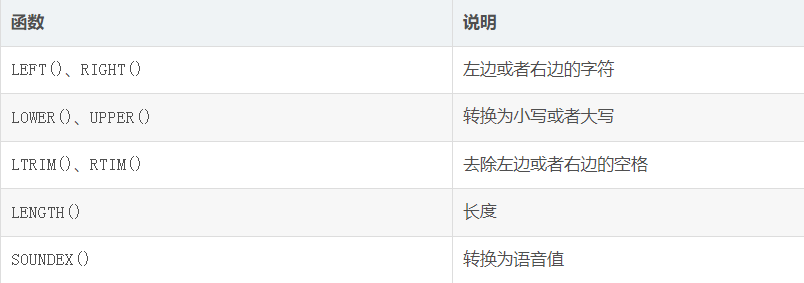 函数 说明
LEFT()、RIGHT() 左边或者右边的字符
LOWER()、UPPER() 转换为小写或者大写
LTRIM()、RTIM() 去除左边或者右边的空格
LENGTH() 长度
SOUNDEX() 转换为语音值